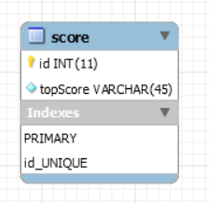 score
id INT(11)
topScore VARCHAR(45)
Indexes
PRIMARY
id_UNIQUE